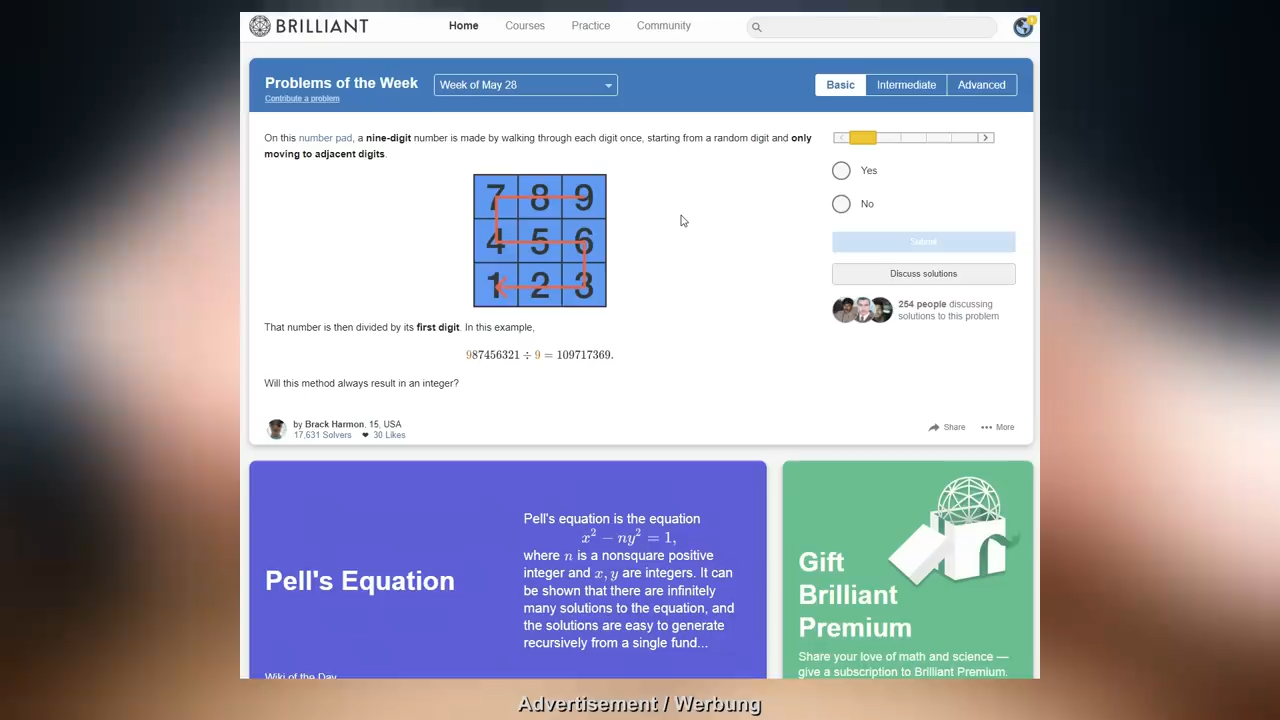 BRILLIANT
Home Courses Practice Community
1
Problems of the Week
Week of May 28
Basic Intermediate Advanced
Contribute a problem
On this number pad, a nine-digit number is made by walking through each digit once, starting from a random digit and only
moving to adjacent digits.
Yes
No
Submit
Discuss solutions
254 people discussing
solutions to this problem
7 8 9
4 5 6
1 2 3
That number is then divided by its first digit. In this example,
987456321 ÷ 9 = 109717369.
Will this method always result in an integer?
by Brack Harmon, 15, USA
17,631 Solvers ❤ 30 Likes
Share ••• More
Pell's Equation
Pell's equation is the equation
x² − ny² = 1,
where n is a nonsquare positive
integer and x, y are integers. It can
be shown that there are infinitely
many solutions to the equation, and
the solutions are easy to generate
recursively from a single fund...
Wiki of the Day
Gift
Brilliant
Premium
Share your love of math and science —
give a subscription to Brilliant Premium.
Advertisement / Werbung